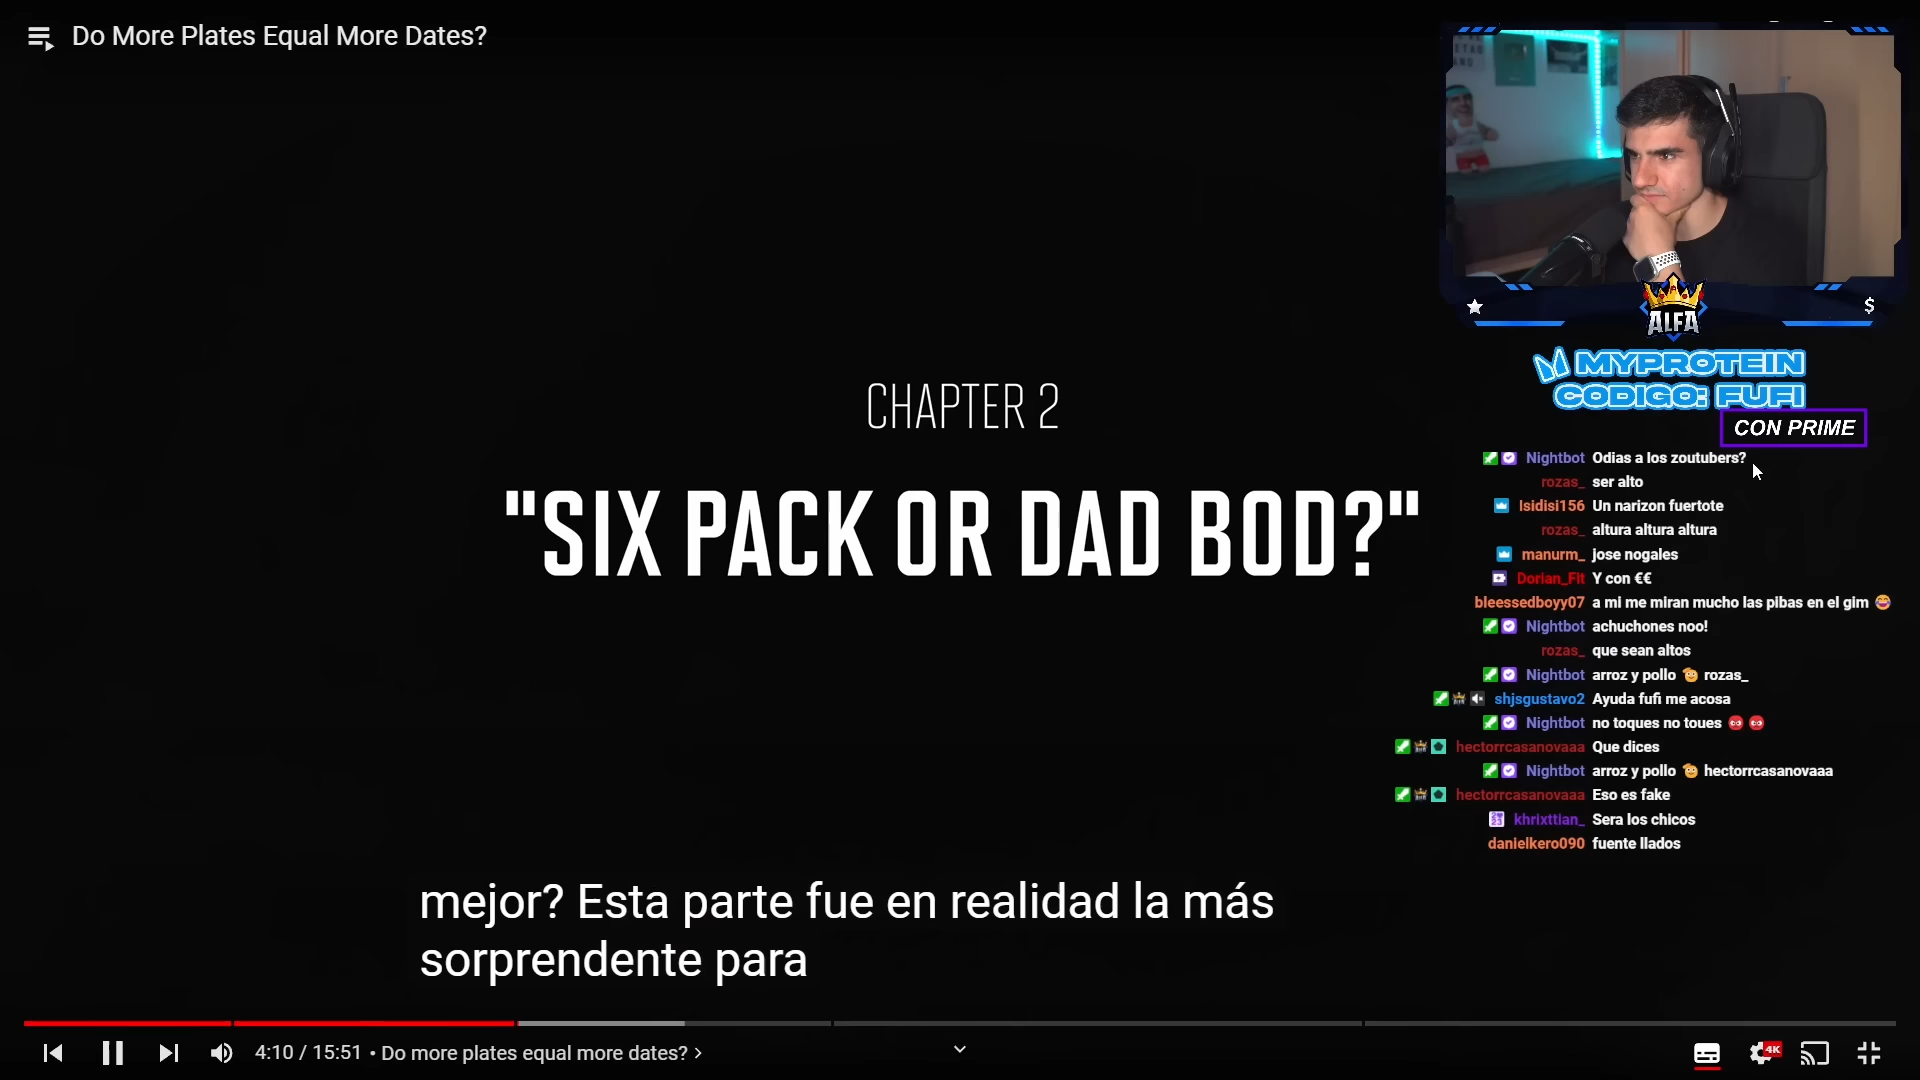 Do More Plates Equal More Dates?
CHAPTER 2
"SIX PACK OR DAD BOD?"
mejor? Esta parte fue en realidad la más
sorprendente para
4:10 / 15:51 • Do more plates equal more dates?
4K
ALFA
$
MYPROTEIN
CODIGO: FUFI
CON PRIME
Nightbot Odias a los zoutubers?
rozas_ ser alto
Isidisi156 Un narizon fuertote
rozas_ altura altura altura
manurm_ jose nogales
Dorian_Fit Y con €€
bleessedboyy07 a mi me miran mucho las pibas en el gim 😂
Nightbot achuchones noo!
rozas_ que sean altos
Nightbot arroz y pollo rozas_
shjsgustavo2 Ayuda fufi me acosa
Nightbot no toques no toues
hectorrcasanovaaa Que dices
Nightbot arroz y pollo hectorrcasanovaaa
hectorrcasanovaaa Eso es fake
khrixttian_ Sera los chicos
danielkero090 fuente llados